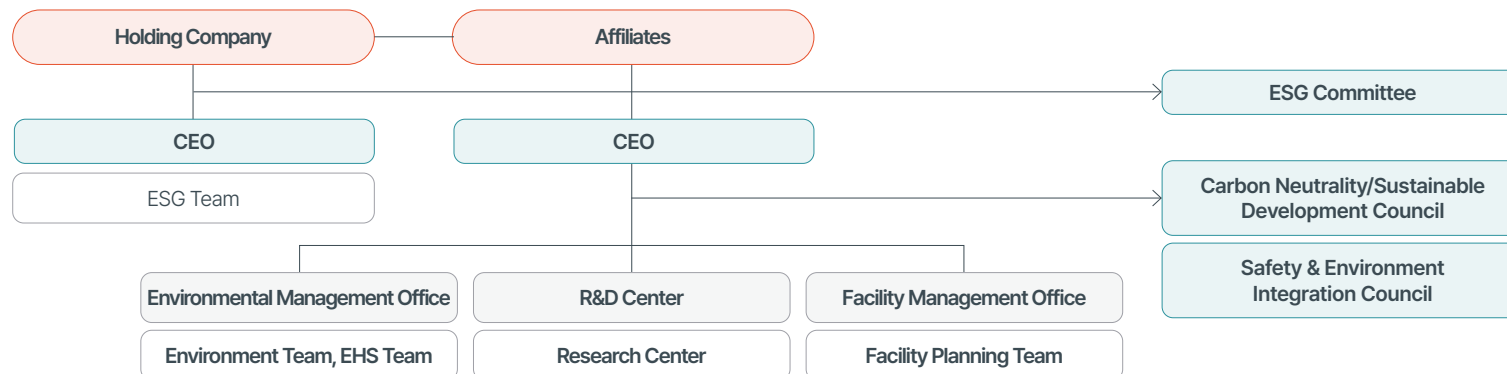 Holding Company
Affiliates
ESG Committee
CEO
CEO
ESG Team
Carbon Neutrality/Sustainable
Development Council
Safety & Environment
Integration Council
Environmental Management Office
R&D Center
Facility Management Office
Environment Team, EHS Team
Research Center
Facility Planning Team